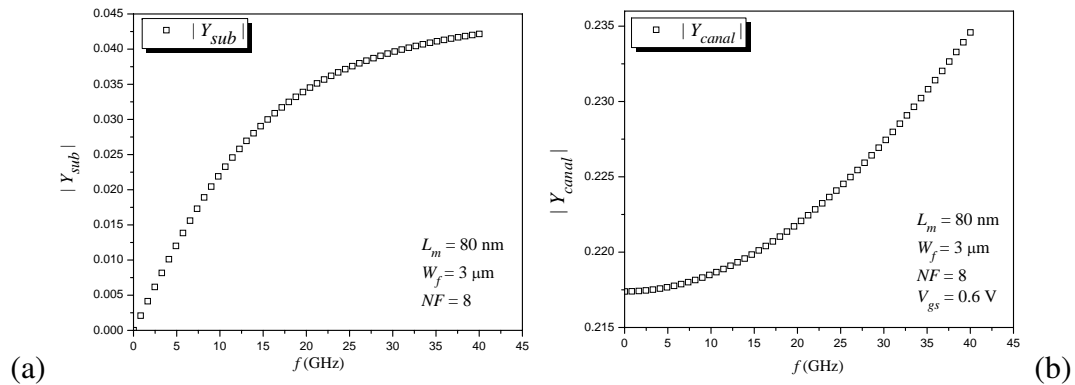 | Y_sub |
0.045
0.040
0.035
0.030
0.025
0.020
0.015
0.010
0.005
0.000
| Y_sub |
L_m = 80 nm
W_f = 3 μm
NF = 8
0 5 10 15 20 25 30 35 40 45
f (GHz)
(a)
| Y_canal |
0.235
0.230
0.225
0.220
0.215
| Y_canal |
L_m = 80 nm
W_f = 3 μm
NF = 8
V_gs = 0.6 V
0 5 10 15 20 25 30 35 40 45
f (GHz)
(b)